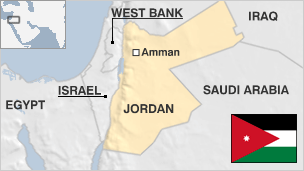 WEST BANK
IRAQ
Amman
ISRAEL
SAUDI ARABIA
EGYPT
JORDAN